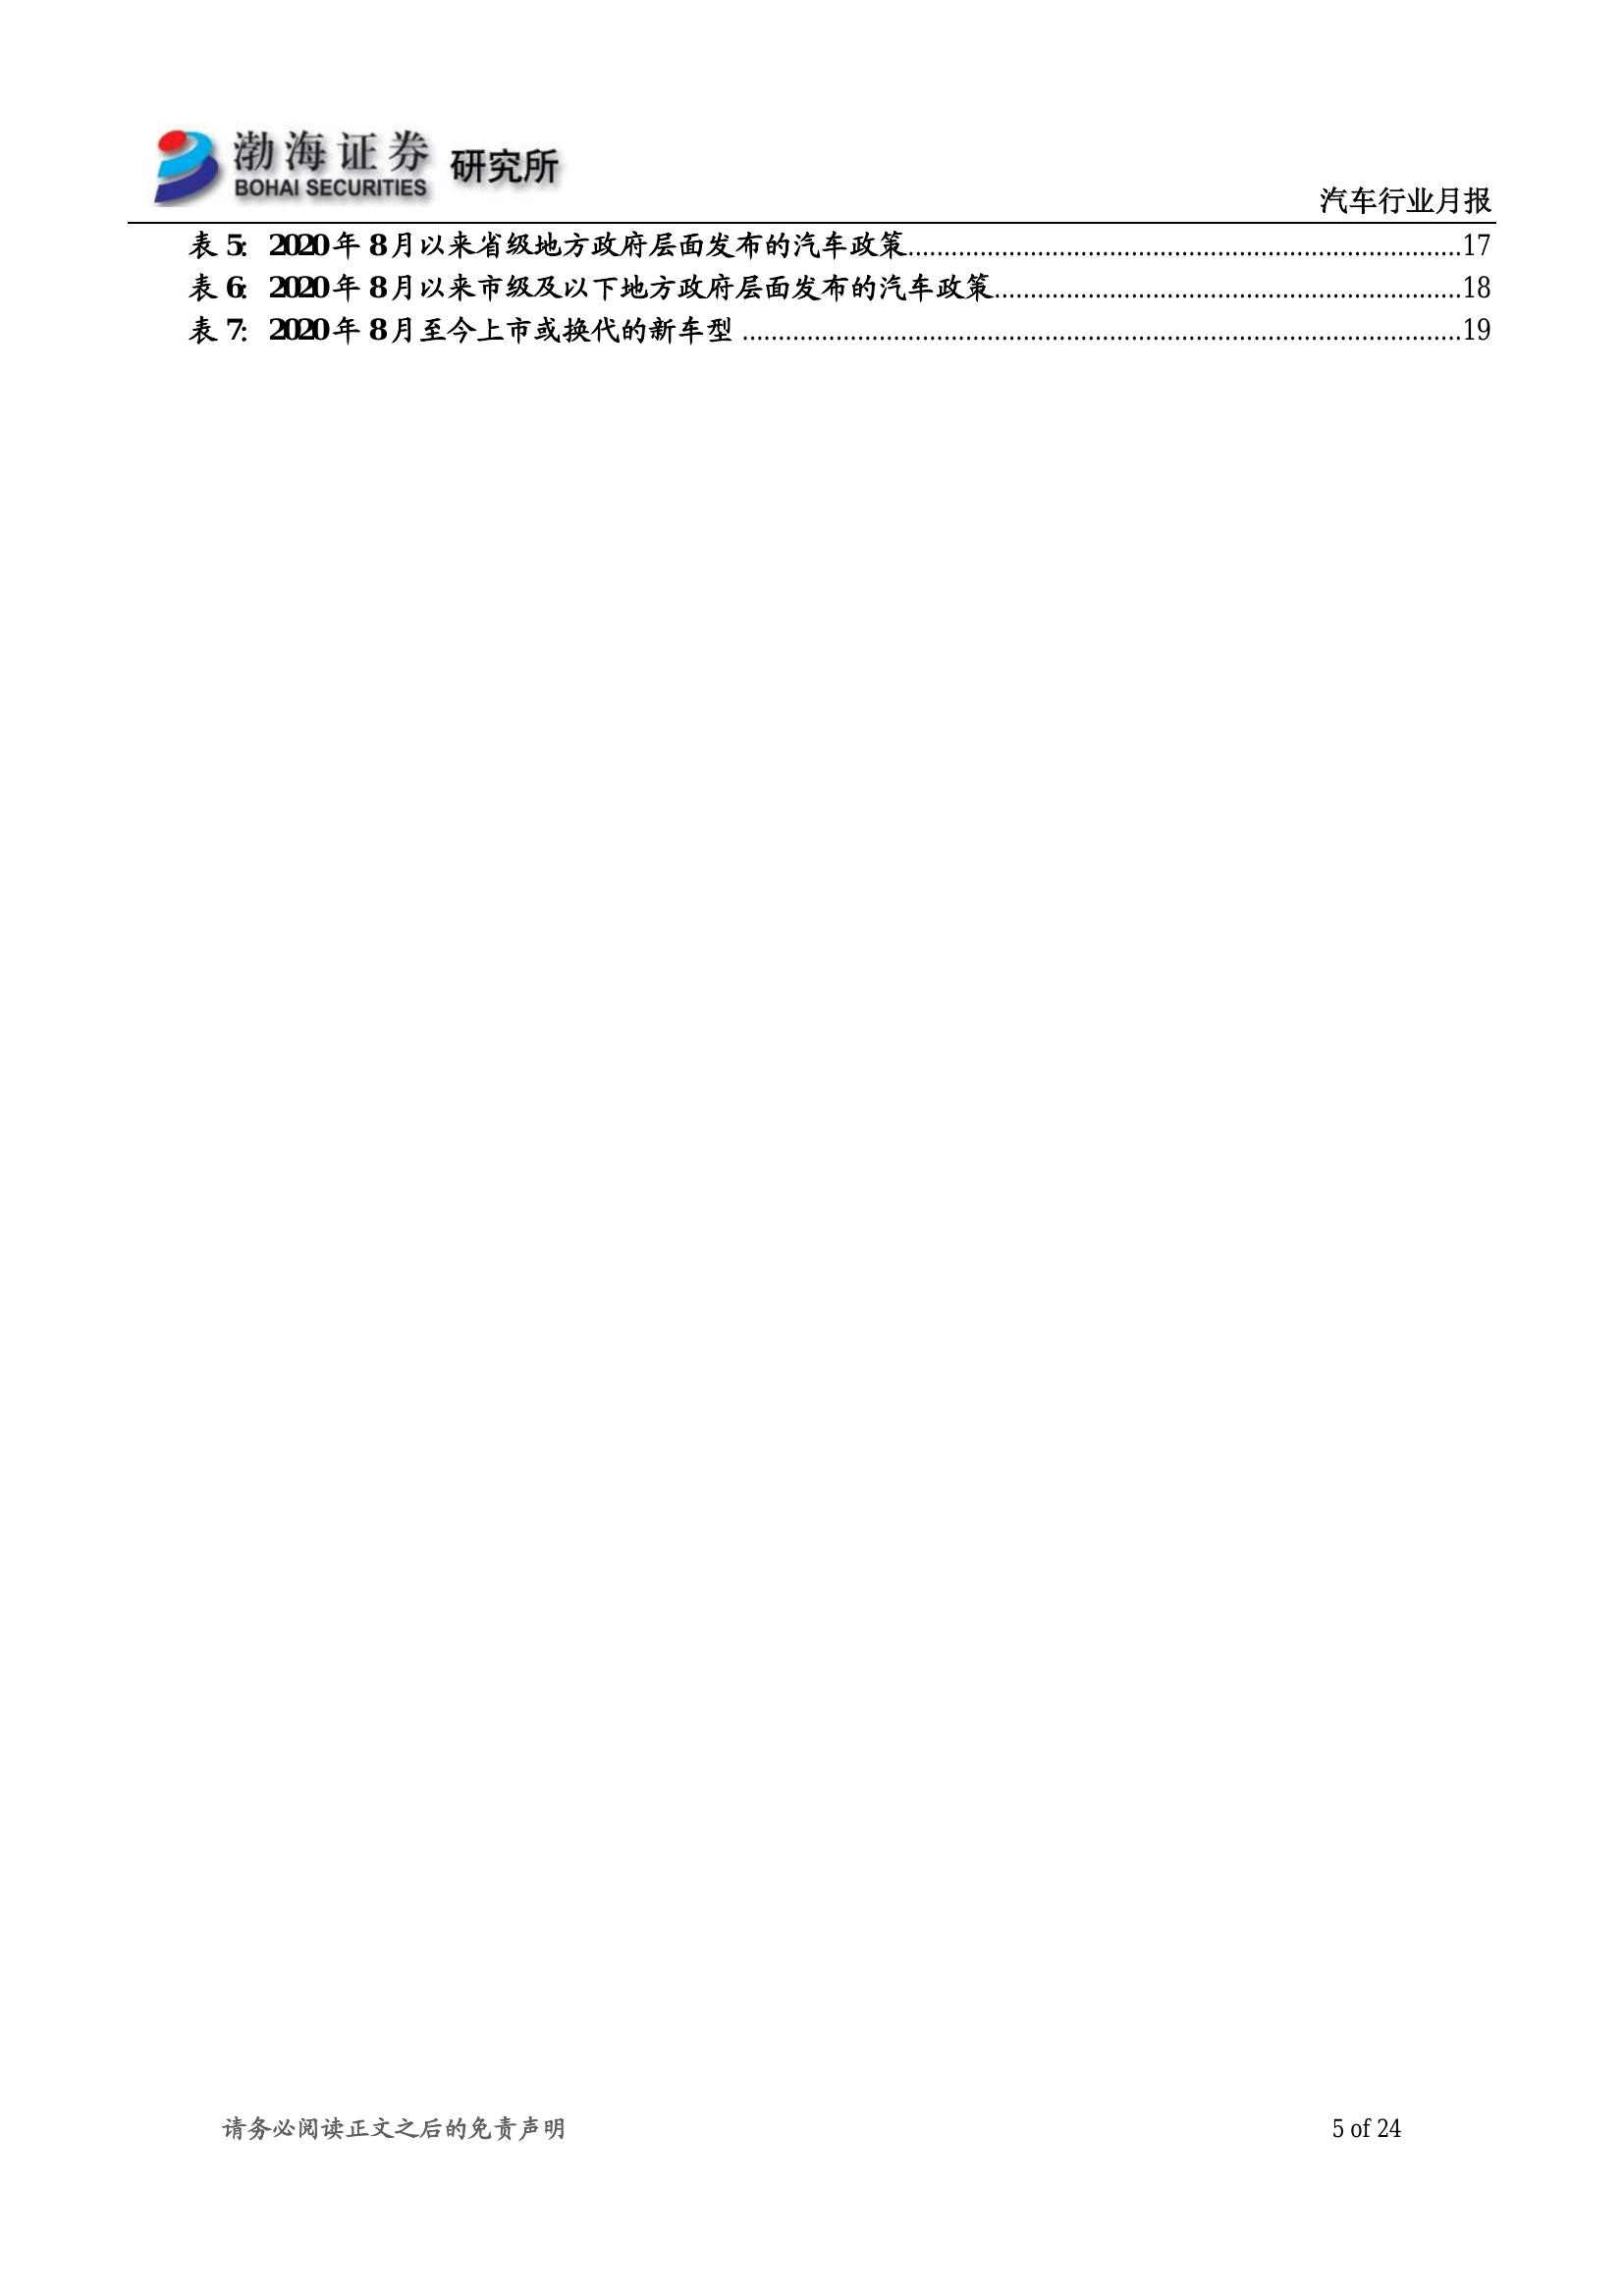 渤海证券 研究所
BOHAI SECURITIES
汽车行业月报
表 5: 2020 年 8 月以来省级地方政府层面发布的汽车政策.............................................................................17
表 6: 2020 年 8 月以来市级及以下地方政府层面发布的汽车政策.................................................................18
表 7: 2020 年 8 月至今上市或换代的新车型 ....................................................................................................19
请务必阅读正文之后的免责声明
5 of 24